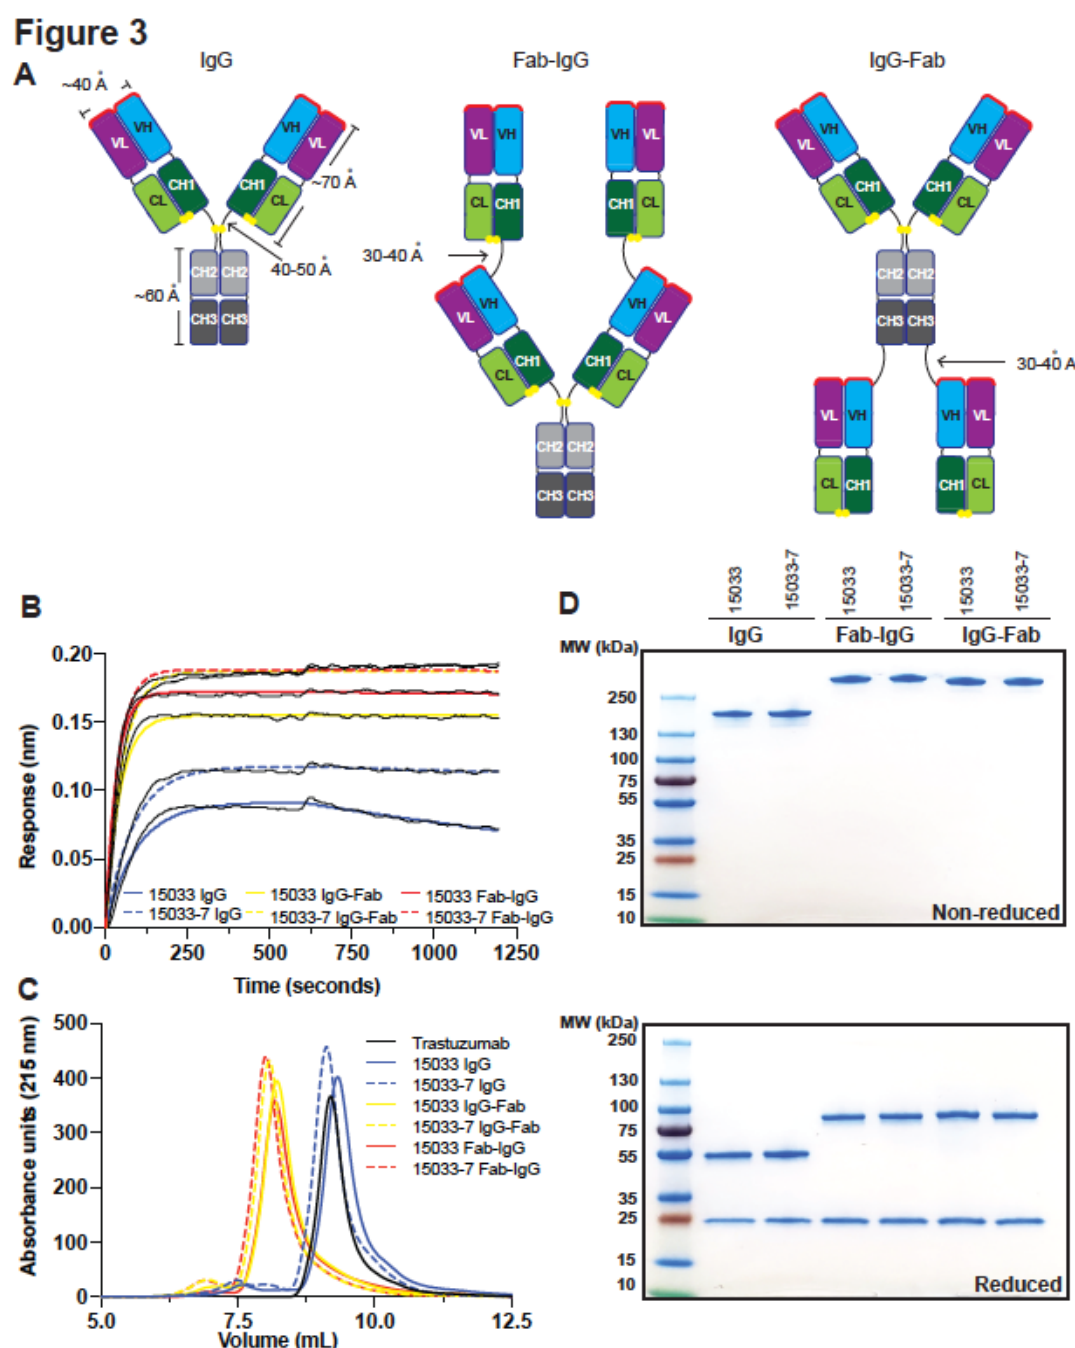 Figure 3
A
IgG
Fab-IgG
IgG-Fab
~40 Å
VL
VH
VH
VL
CL
CH1
CH1
CL
~70 Å
40-50 Å
~60 Å
CH2
CH2
CH3
CH3
VL
VH
VH
VL
CL
CH1
CH1
CL
30-40 Å
VL
VH
VH
VL
CL
CH1
CH1
CL
CH2
CH2
CH3
CH3
VL
VH
VH
VL
CL
CH1
CH1
CL
CH2
CH2
CH3
CH3
30-40 Å
VL
VH
VH
VL
CL
CH1
CH1
CL
B
Response (nm)
0.20
0.15
0.10
0.05
0.00
15033 IgG
15033 IgG-Fab
15033 Fab-IgG
15033-7 IgG
15033-7 IgG-Fab
15033-7 Fab-IgG
0 250 500 750 1000 1250
Time (seconds)
C
Absorbance units (215 nm)
500
400
300
200
100
0
Trastuzumab
15033 IgG
15033-7 IgG
15033 IgG-Fab
15033-7 IgG-Fab
15033 Fab-IgG
15033-7 Fab-IgG
5.0 7.5 10.0 12.5
Volume (mL)
D
15033
15033-7
15033
15033-7
15033
15033-7
IgG
Fab-IgG
IgG-Fab
MW (kDa)
250
130
100
75
55
35
25
15
10
Non-reduced
MW (kDa)
250
130
100
75
55
35
25
15
10
Reduced